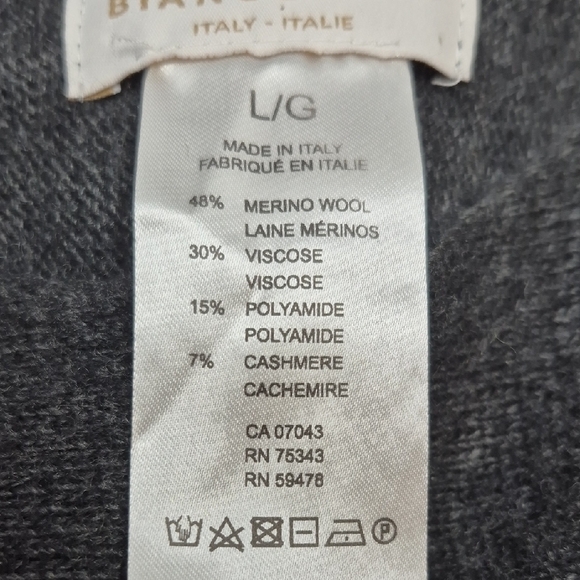 ITALY - ITALIE
L/G
MADE IN ITALY
FABRIQUÉ EN ITALIE
48% MERINO WOOL
LAINE MÉRINOS
30% VISCOSE
VISCOSE
15% POLYAMIDE
POLYAMIDE
7% CASHMERE
CACHEMIRE
CA 07043
RN 75343
RN 59478
P